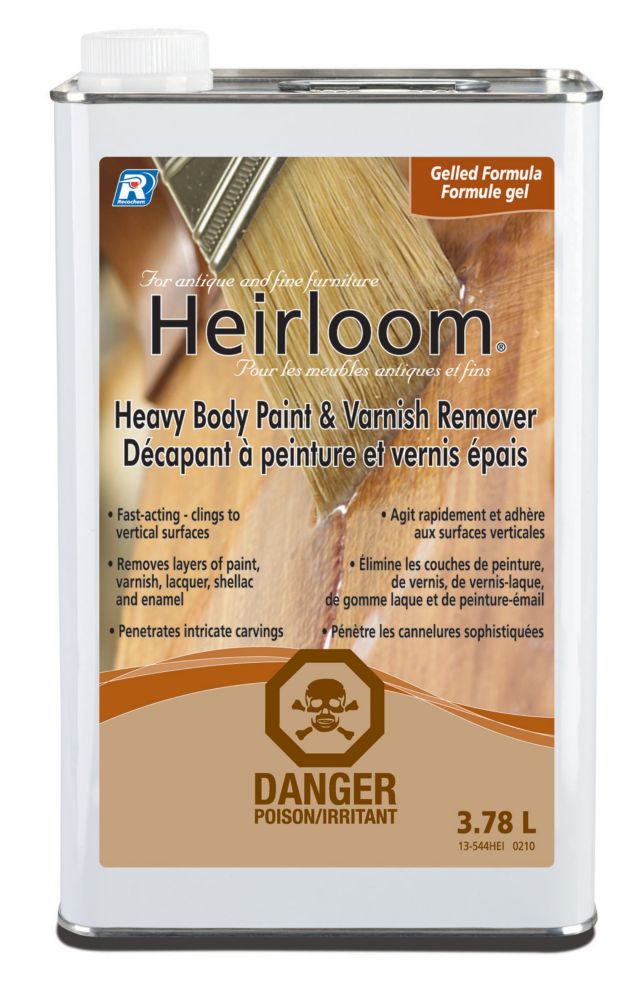 R
Recochem
Gelled Formula
Formule gel
For antique and fine furniture
Heirloom®
Pour les meubles antiques et fins
Heavy Body Paint & Varnish Remover
Décapant à peinture et vernis épais
• Fast-acting - clings to
vertical surfaces
• Removes layers of paint,
varnish, lacquer, shellac
and enamel
• Penetrates intricate carvings
• Agit rapidement et adhère
aux surfaces verticales
• Élimine les couches de peinture,
de vernis, de vernis-laque,
de gomme laque et de peinture-émail
• Pénètre les cannelures sophistiquées
DANGER
POISON/IRRITANT
3.78 L
13-544HEI 0210